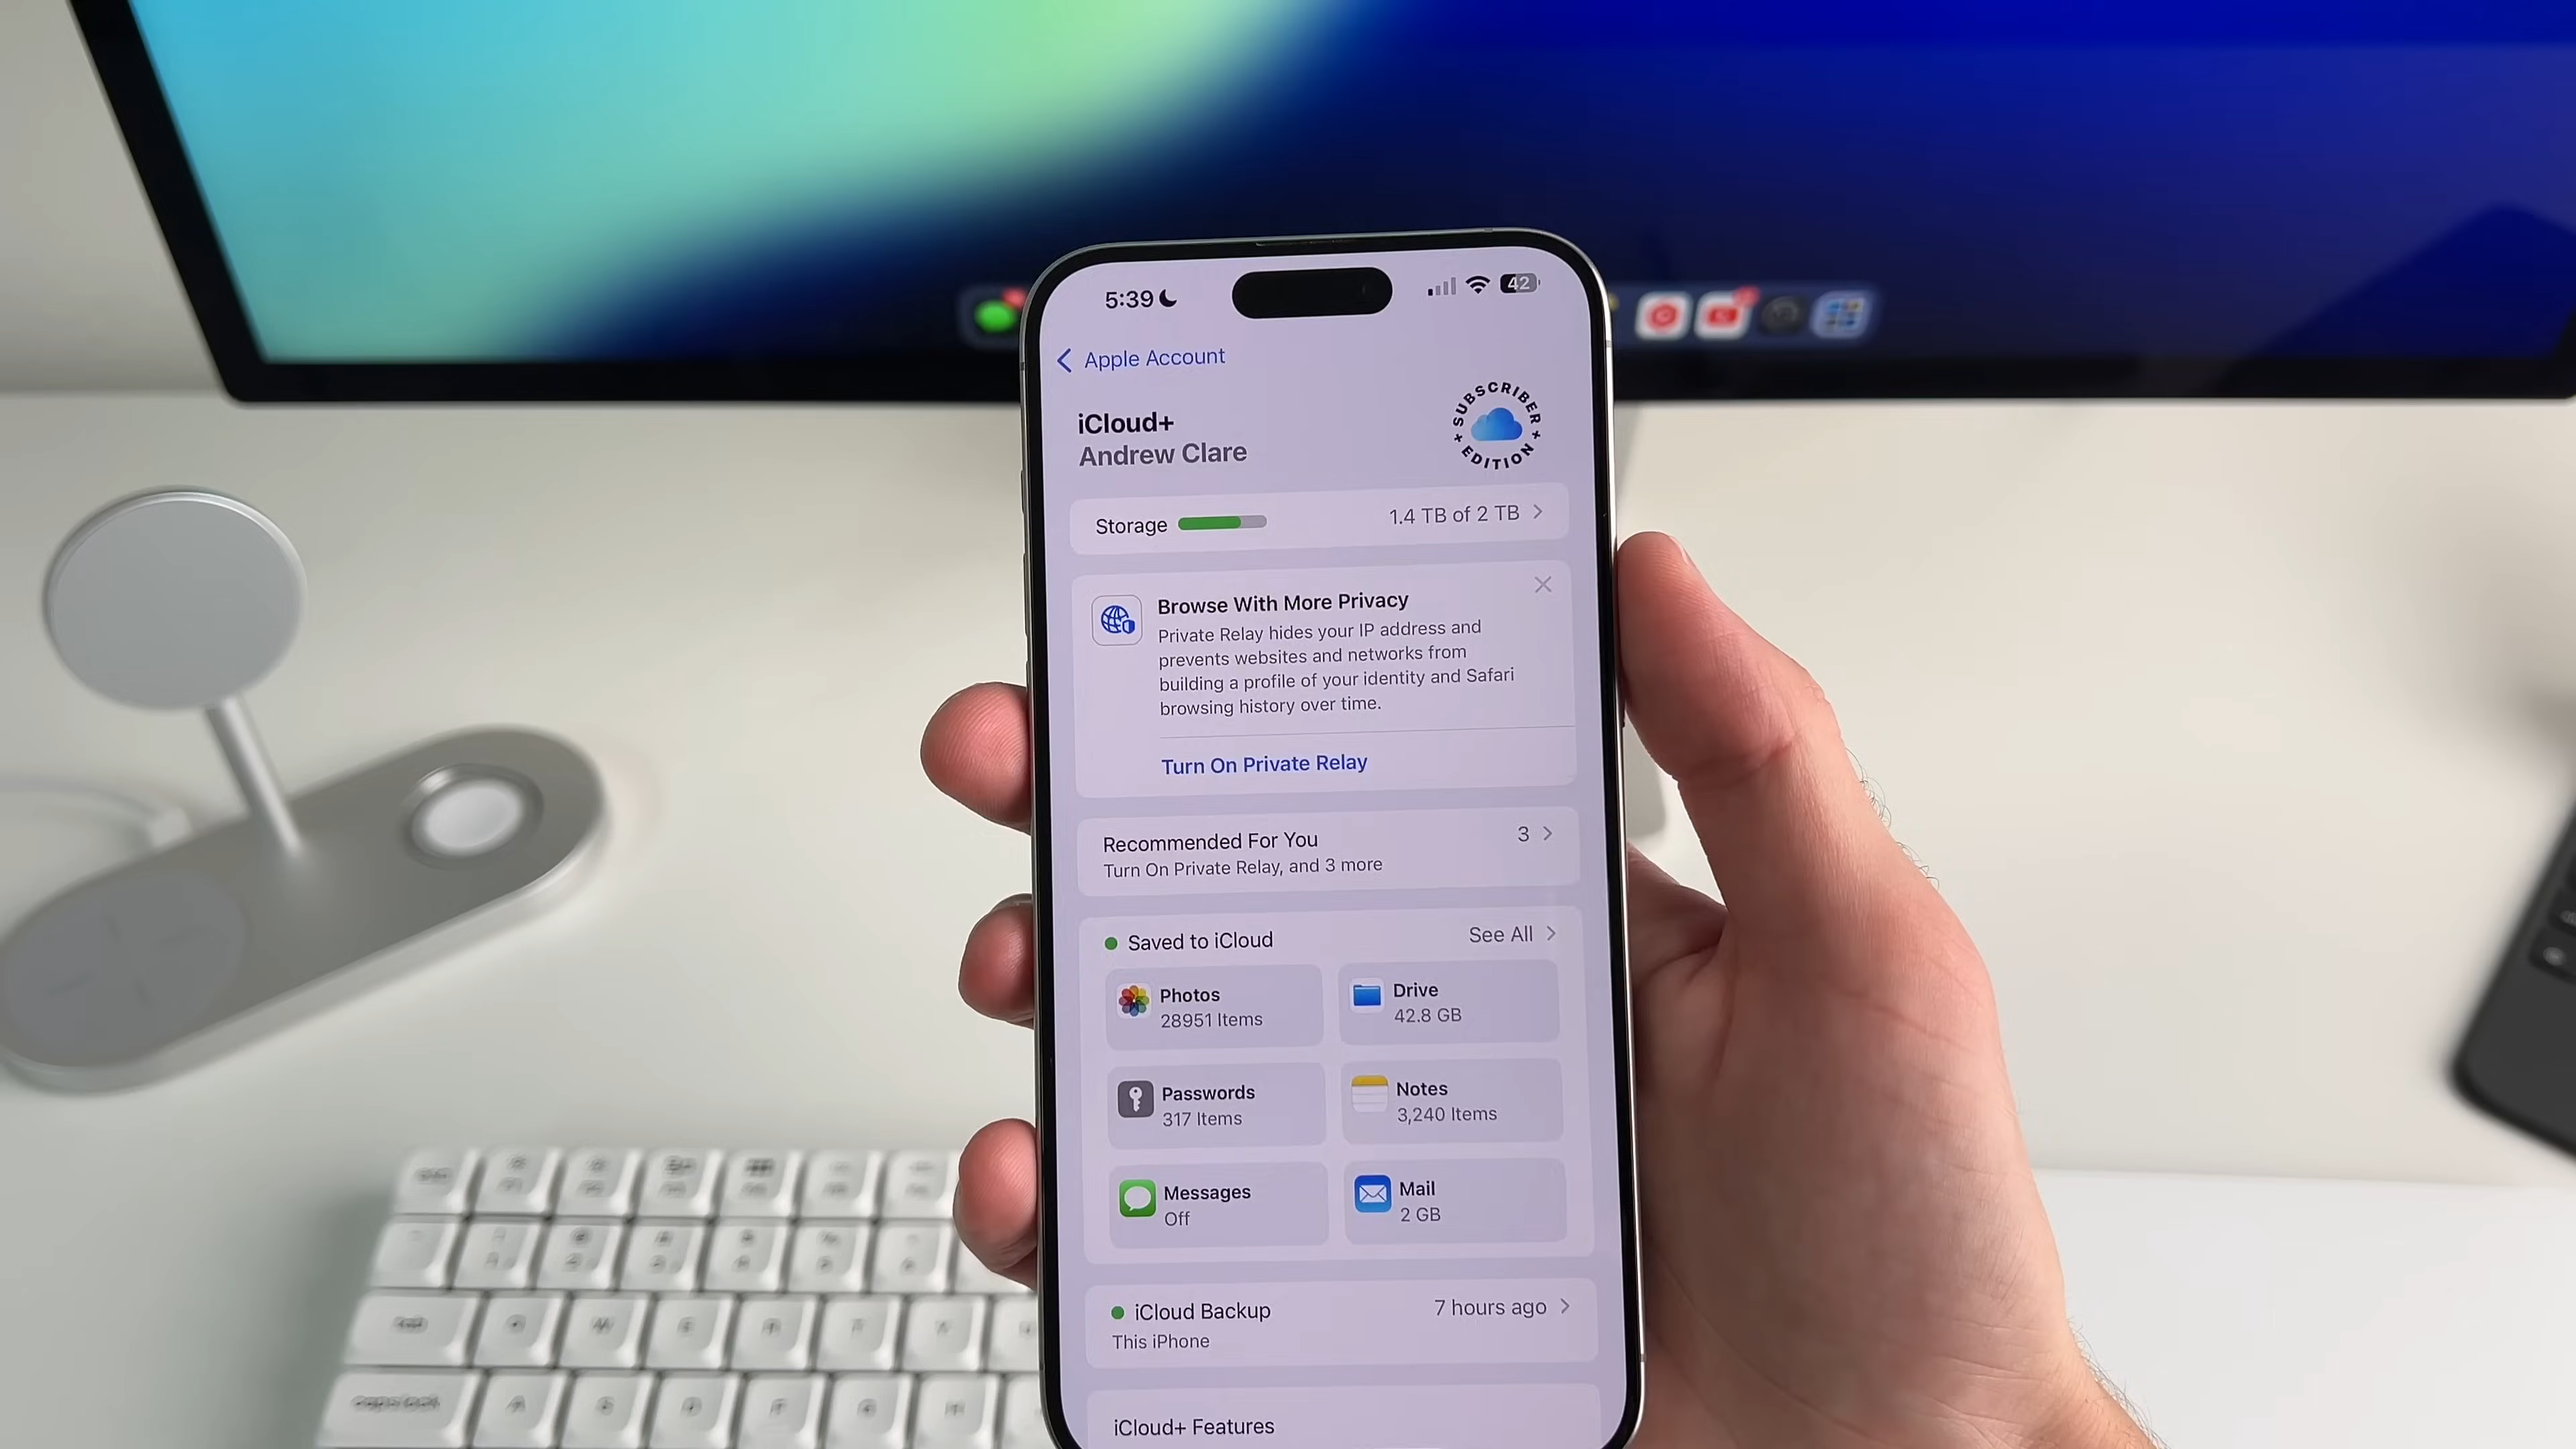 5:39
42
Apple Account
iCloud+
Andrew Clare
SUBSCRIBER + EDITION +
Storage
1.4 TB of 2 TB
Browse With More Privacy
Private Relay hides your IP address and
prevents websites and networks from
building a profile of your identity and Safari
browsing history over time.
Turn On Private Relay
Recommended For You
3
Turn On Private Relay, and 3 more
Saved to iCloud
See All
Photos
28951 Items
Drive
42.8 GB
Passwords
317 Items
Notes
3,240 Items
Messages
Off
Mail
2 GB
iCloud Backup
7 hours ago
This iPhone
iCloud+ Features